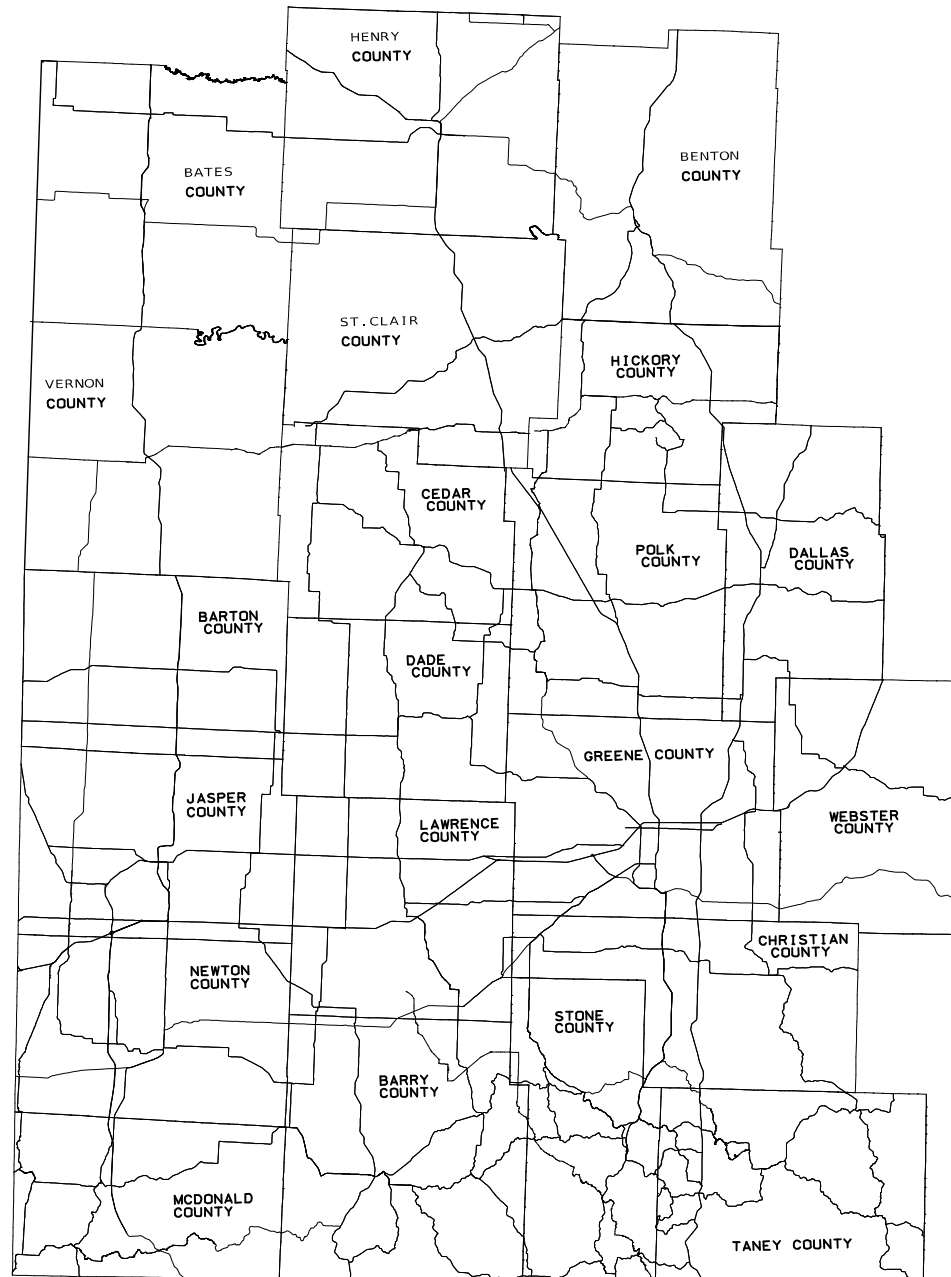 HENRY
COUNTY
BATES
COUNTY
BENTON
COUNTY
ST.CLAIR
COUNTY
HICKORY
COUNTY
VERNON
COUNTY
CEDAR
COUNTY
POLK
COUNTY
DALLAS
COUNTY
BARTON
COUNTY
DADE
COUNTY
GREENE COUNTY
JASPER
COUNTY
LAWRENCE
COUNTY
WEBSTER
COUNTY
CHRISTIAN
COUNTY
NEWTON
COUNTY
STONE
COUNTY
BARRY
COUNTY
MCDONALD
COUNTY
TANEY COUNTY